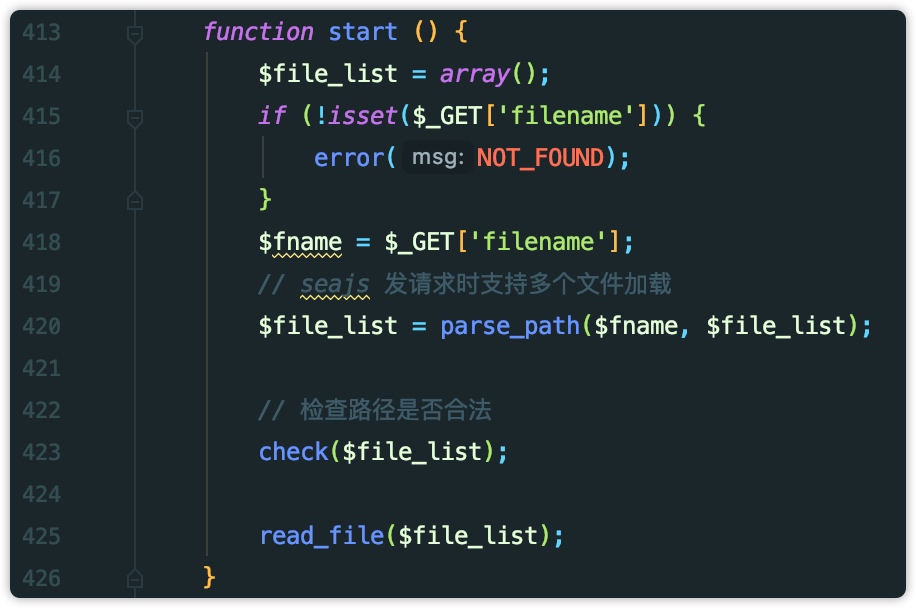 413 function start () {
414 $file_list = array();
415 if (!isset($_GET['filename'])) {
416 error( msg: NOT_FOUND);
417 }
418 $fname = $_GET['filename'];
419 // seajs 发请求时支持多个文件加载
420 $file_list = parse_path($fname, $file_list);
421
422 // 检查路径是否合法
423 check($file_list);
424
425 read_file($file_list);
426 }